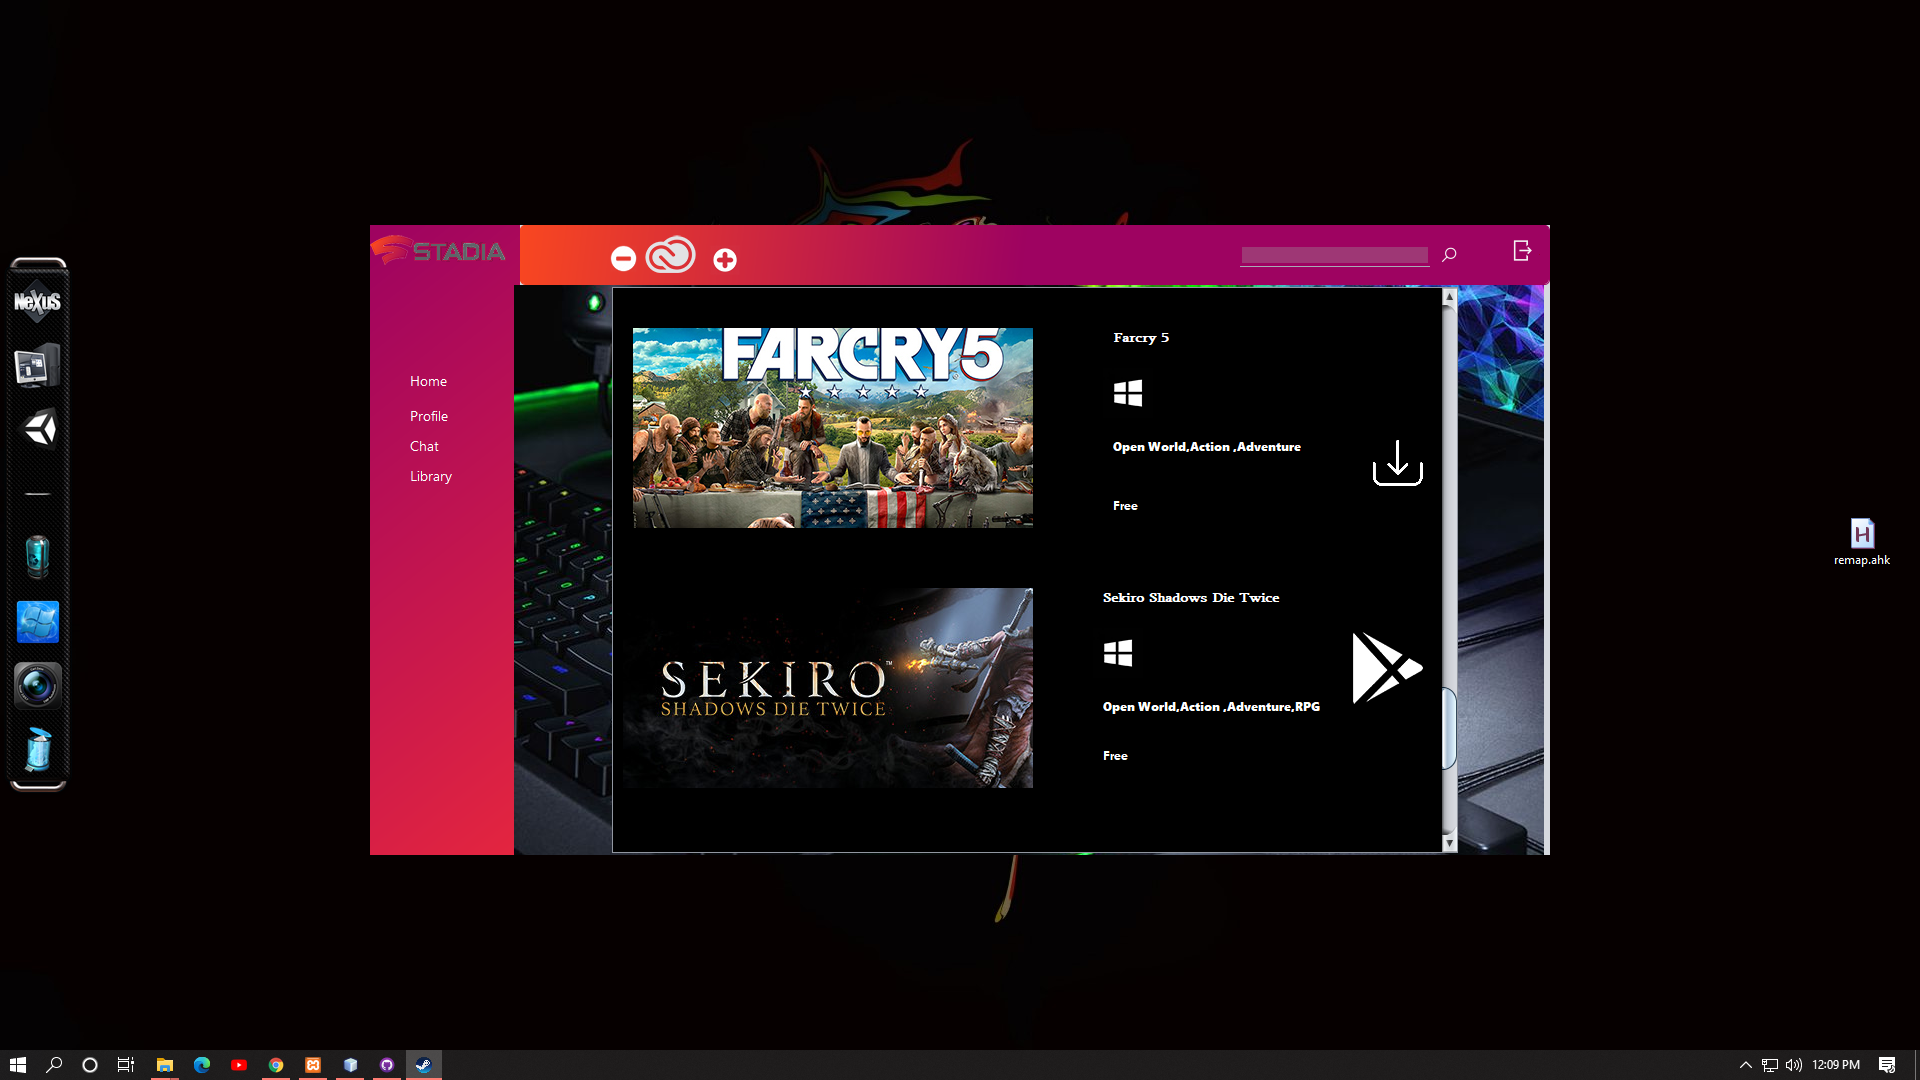 STADIA
Home
Profile
Chat
Library
FARCRY5
Farcry 5
Open World,Action ,Adventure
Free
SEKIRO™
SHADOWS DIE TWICE
Sekiro Shadows Die Twice
Open World,Action ,Adventure,RPG
Free
NeXuS
remap.ahk
12:09 PM